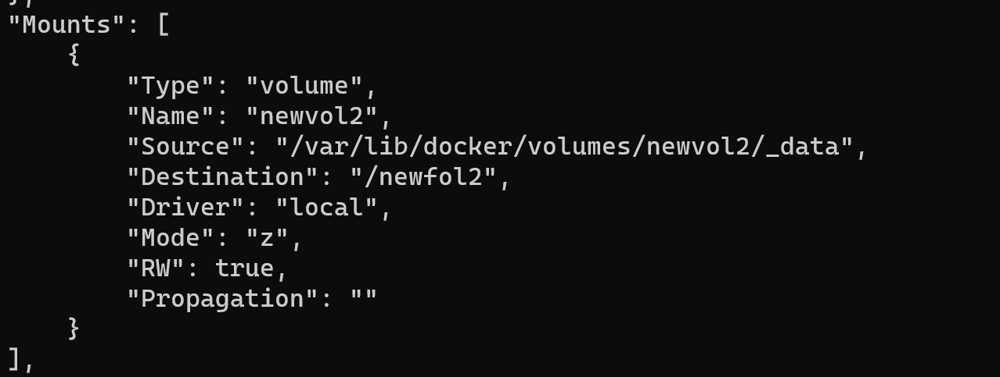 },
"Mounts": [
    {
        "Type": "volume",
        "Name": "newvol2",
        "Source": "/var/lib/docker/volumes/newvol2/_data",
        "Destination": "/newfol2",
        "Driver": "local",
        "Mode": "z",
        "RW": true,
        "Propagation": ""
    }
],